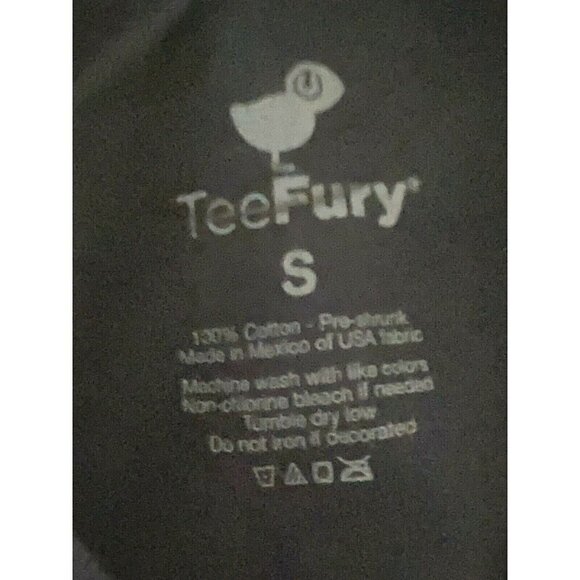 TeeFury®
S
100% Cotton - Pre-shrunk
Made in Mexico of USA fabric
Machine wash with like colors
Non-chlorine bleach if needed
Tumble dry low
Do not iron if decorated